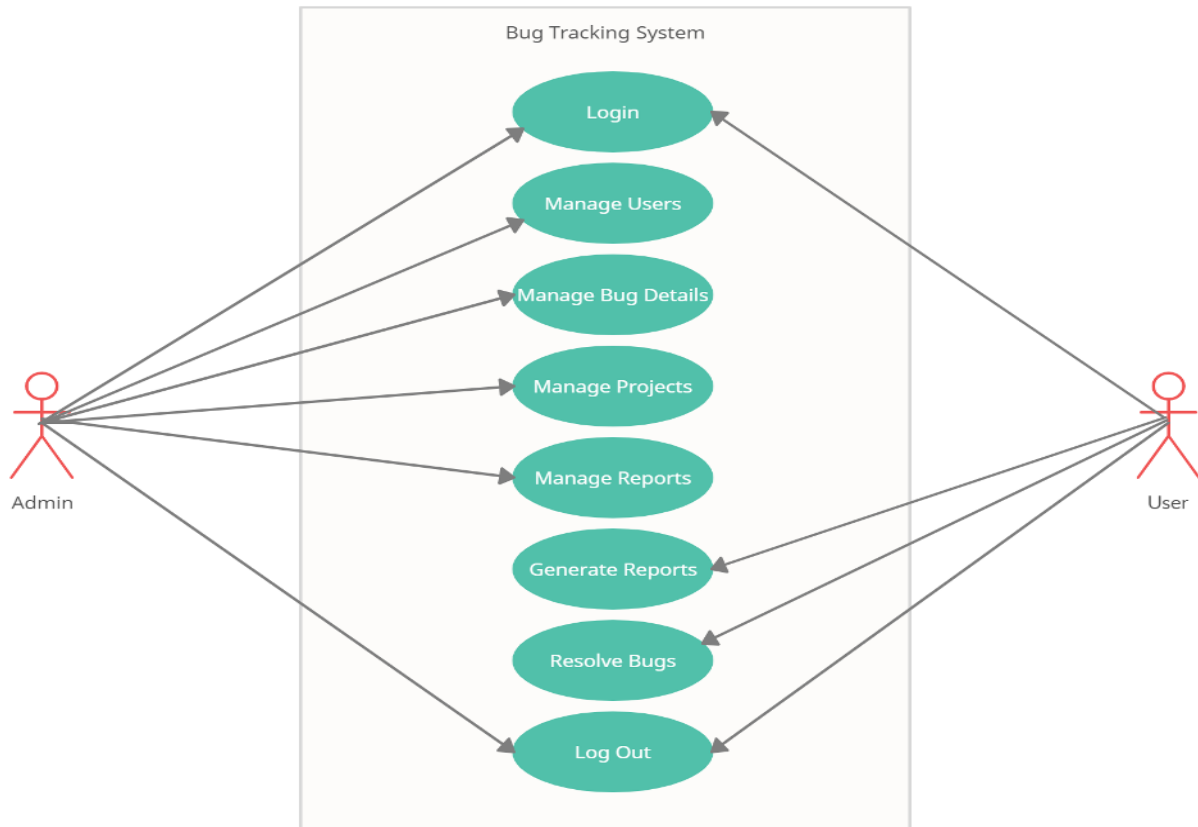 Bug Tracking System
Login
Manage Users
Manage Bug Details
Manage Projects
Manage Reports
Admin
User
Generate Reports
Resolve Bugs
Log Out